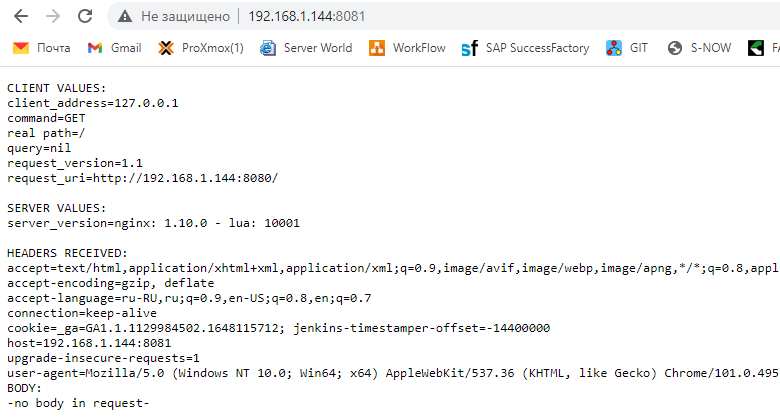 Не защищено 192.168.1.144:8081
Почта Gmail ProXmox(1) Server World WorkFlow SAP SuccessFactory GIT S-NOW FA
CLIENT VALUES:
client_address=127.0.0.1
command=GET
real path=/
query=nil
request_version=1.1
request_uri=http://192.168.1.144:8080/
SERVER VALUES:
server_version=nginx: 1.10.0 - lua: 10001
HEADERS RECEIVED:
accept=text/html,application/xhtml+xml,application/xml;q=0.9,image/avif,image/webp,image/apng,*/*;q=0.8,appl
accept-encoding=gzip, deflate
accept-language=ru-RU,ru;q=0.9,en-US;q=0.8,en;q=0.7
connection=keep-alive
cookie=_ga=GA1.1.1129984502.1648115712; jenkins-timestamper-offset=-14400000
host=192.168.1.144:8081
upgrade-insecure-requests=1
user-agent=Mozilla/5.0 (Windows NT 10.0; Win64; x64) AppleWebKit/537.36 (KHTML, like Gecko) Chrome/101.0.495
BODY:
-no body in request-